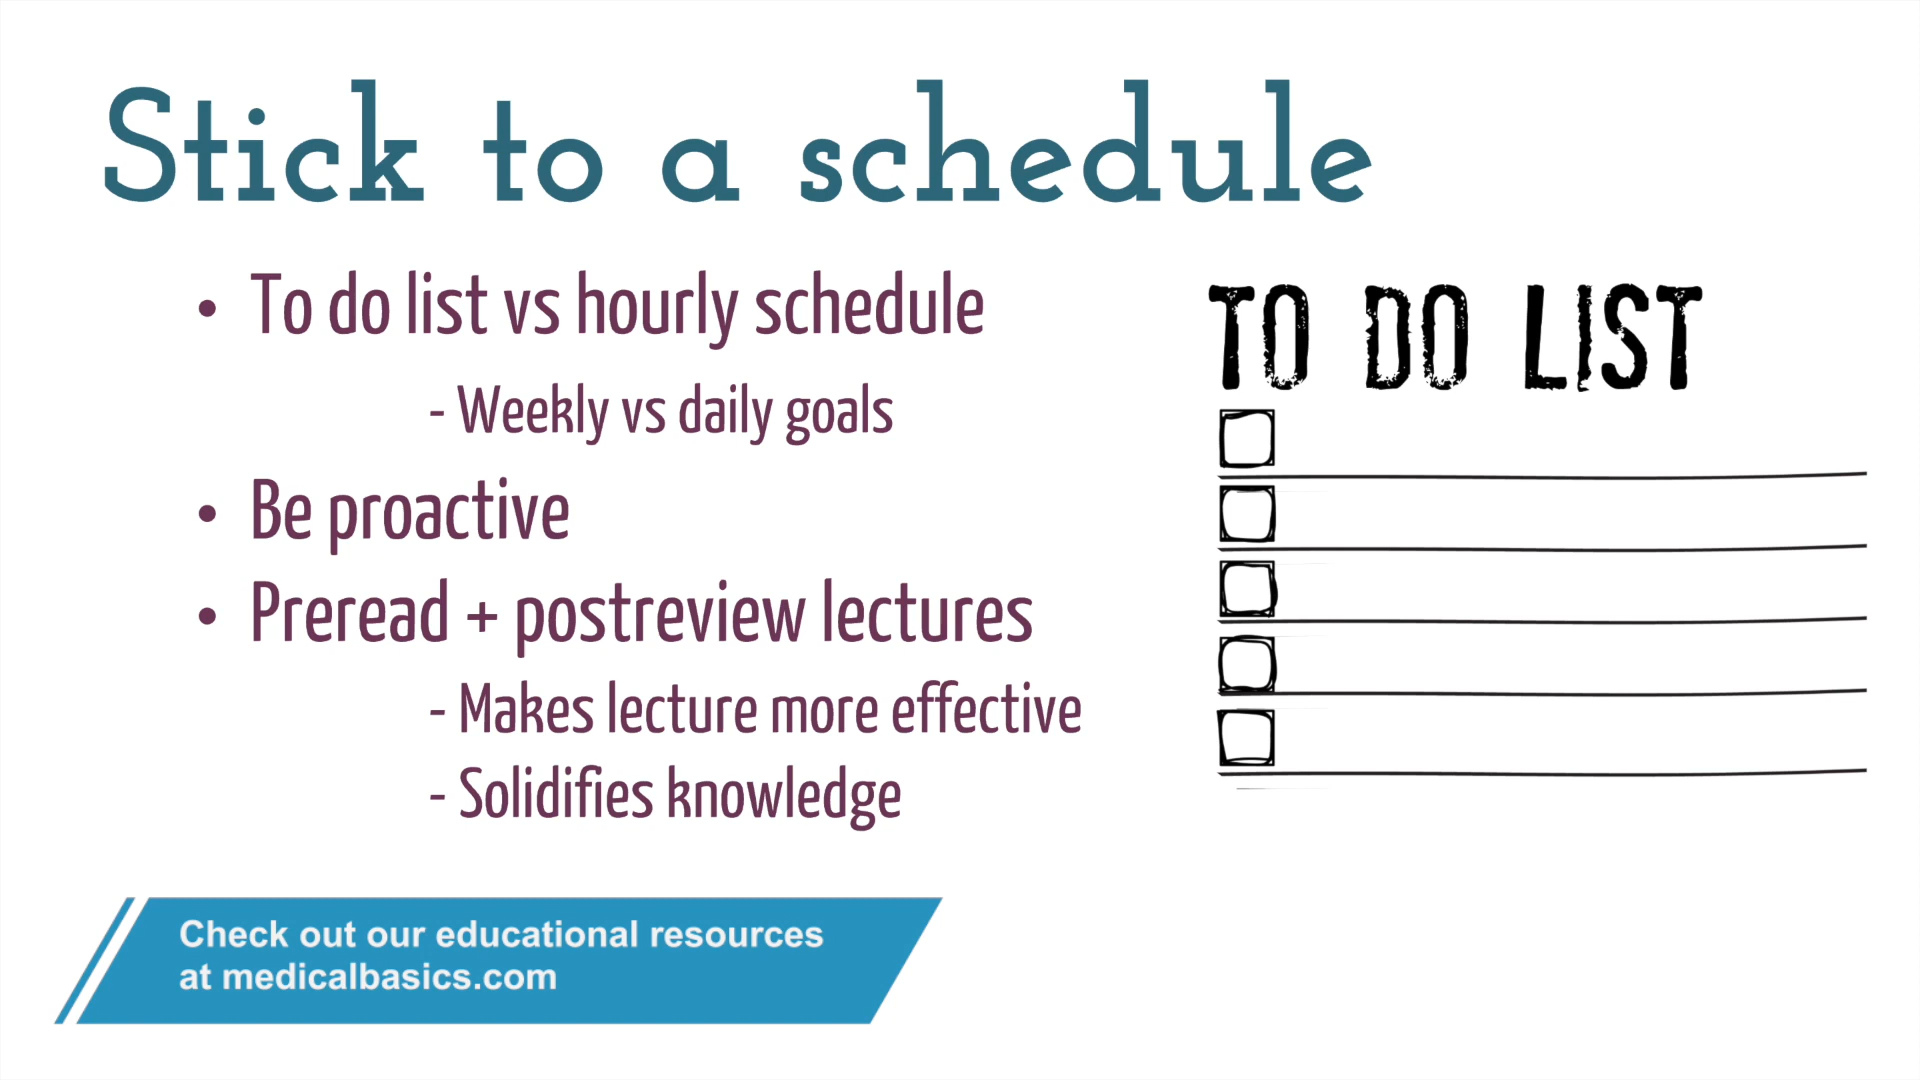 Stick to a schedule
• To do list vs hourly schedule
- Weekly vs daily goals
• Be proactive
• Preread + postreview lectures
- Makes lecture more effective
- Solidifies knowledge
TO DO LIST
Check out our educational resources
at medicalbasics.com